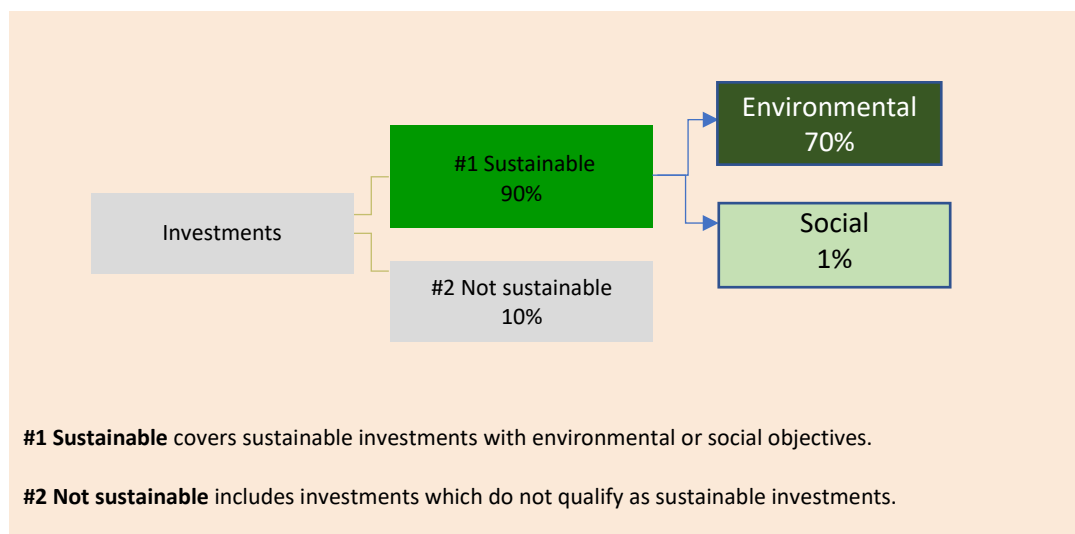 Environmental
70%
#1 Sustainable
90%
Investments
Social
1%
#2 Not sustainable
10%
#1 Sustainable covers sustainable investments with environmental or social objectives.
#2 Not sustainable includes investments which do not qualify as sustainable investments.